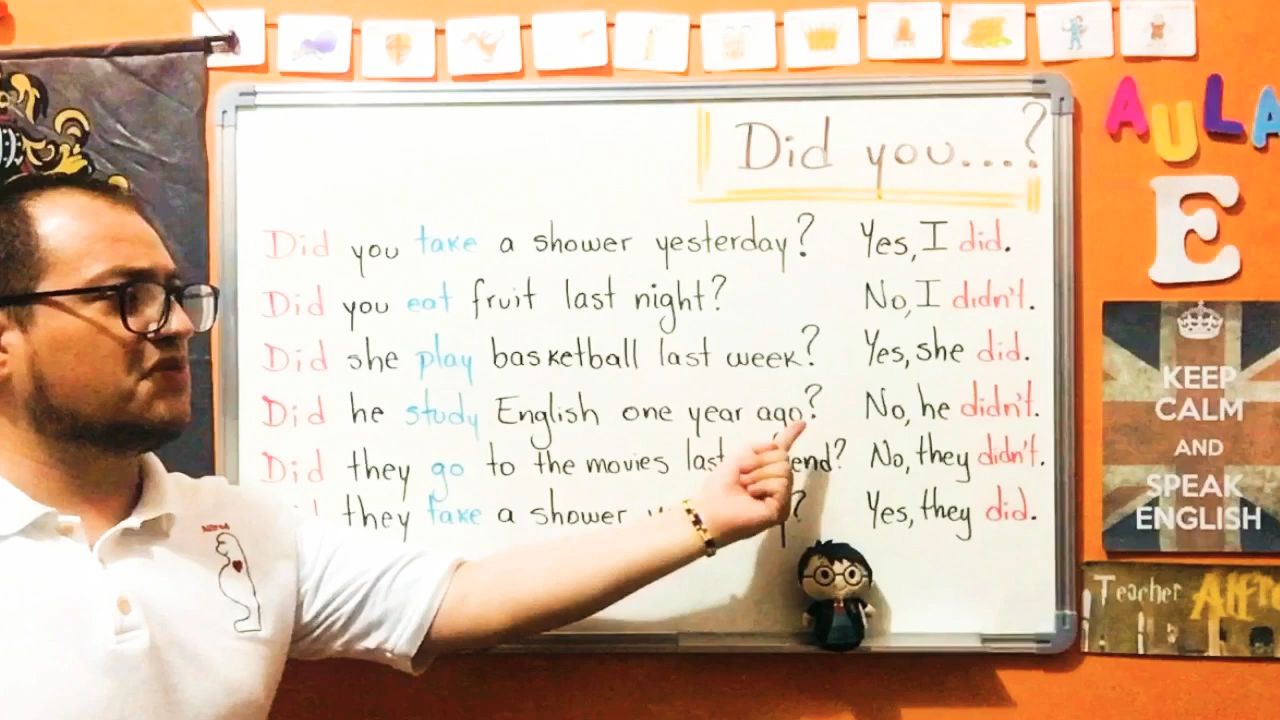 Did you...?
Did you take a shower yesterday? Yes, I did.
Did you eat fruit last night? No, I didn't.
Did she play basketball last week? Yes, she did.
Did he study English one year ago? No, he didn't.
Did they go to the movies last end? No, they didn't.
they take a shower ? Yes, they did.
AULA
E
KEEP
CALM
AND
SPEAK
ENGLISH
Teacher Alfre